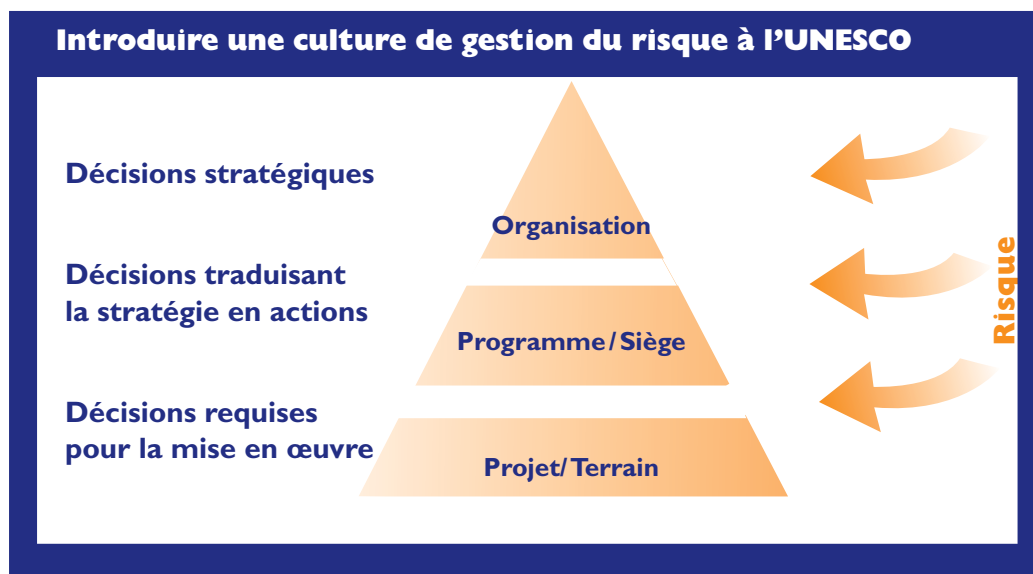 Introduire une culture de gestion du risque à l’UNESCO
Décisions stratégiques
Organisation
Décisions traduisant
la stratégie en actions
Programme/Siège
Décisions requises
pour la mise en œuvre
Projet/Terrain
Risque